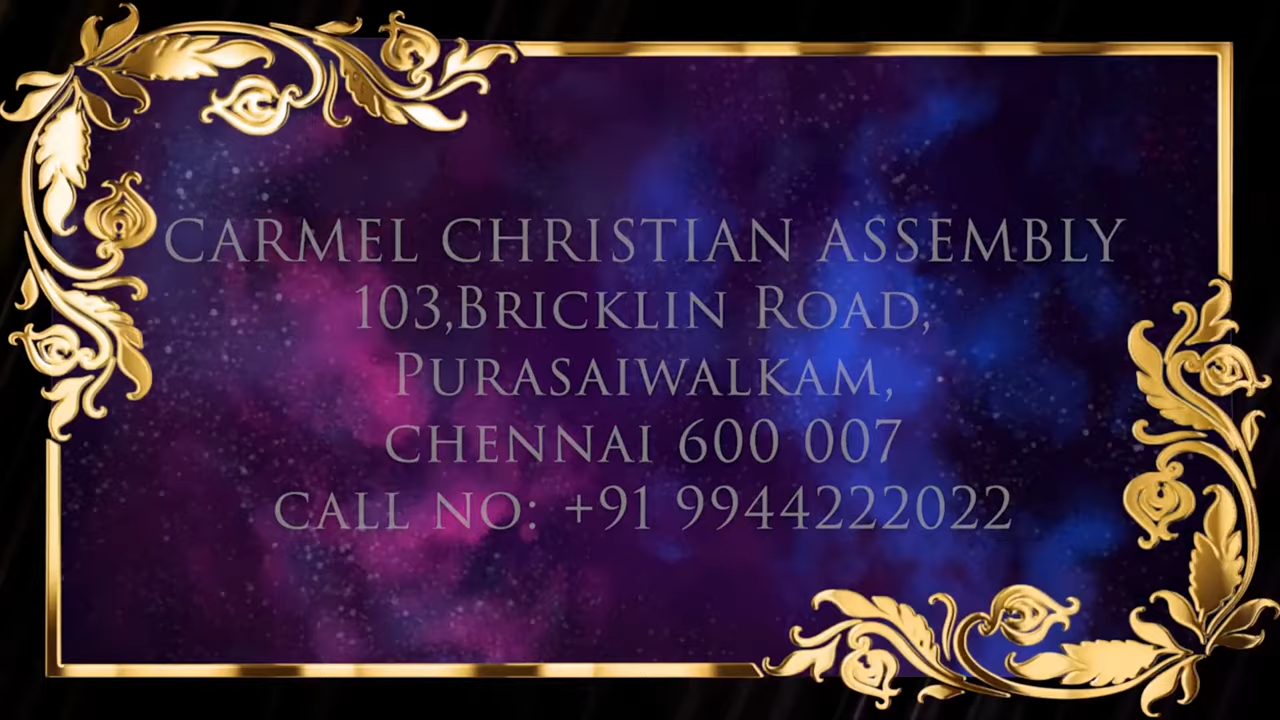 CARMEL CHRISTIAN ASSEMBLY
103,Bricklin Road,
Purasaiwalkam,
chennai 600 007
call no: +91 9944222022